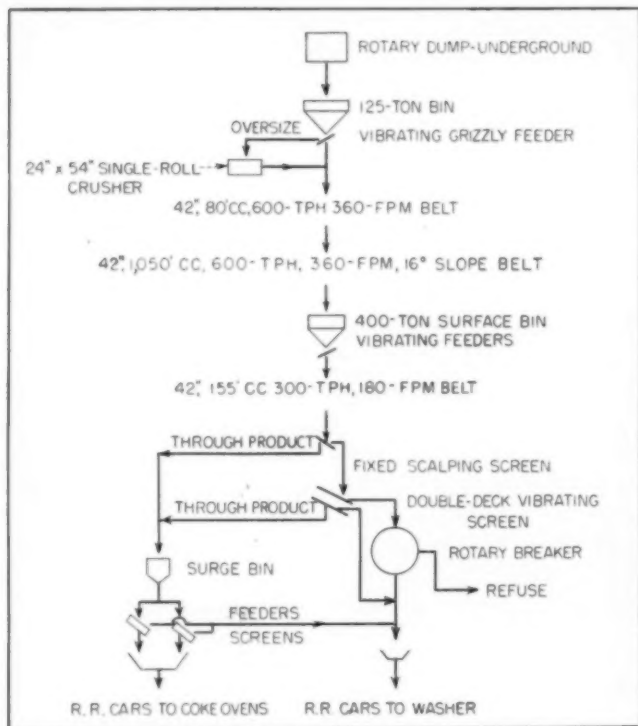 ROTARY DUMP-UNDERGROUND
125-TON BIN
OVERSIZE
VIBRATING GRIZZLY FEEDER
24" x 54" SINGLE-ROLL
CRUSHER
42", 80'CC, 600-TPH 360-FPM BELT
42", 1,050' CC, 600-TPH, 360-FPM, 16° SLOPE BELT
400-TON SURFACE BIN
VIBRATING FEEDERS
42", 155' CC 300-TPH, 180-FPM BELT
THROUGH PRODUCT
FIXED SCALPING SCREEN
THROUGH PRODUCT
DOUBLE-DECK VIBRATING
SCREEN
ROTARY BREAKER
SURGE BIN
REFUSE
FEEDERS
SCREENS
R.R. CARS TO COKE OVENS
R.R. CARS TO WASHER